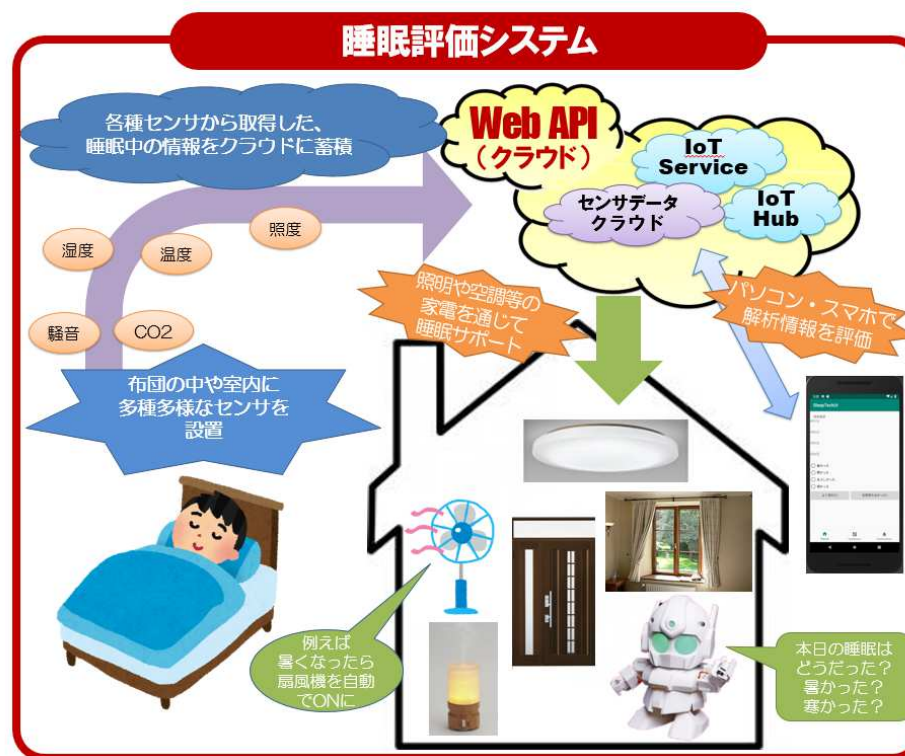 睡眠評価システム
各種センサから取得した、
睡眠中の情報をクラウドに蓄積
Web API
（クラウド）
IoT
Service
センサデータ
クラウド
IoT
Hub
湿度
温度
照度
騒音
CO2
照明や空調等の
家電を通じて
睡眠サポート
パソコン・スマホで
解析情報を評価
布団の中や室内に
多種多様なセンサを
設置
例えば
暑くなったら
扇風機を自動
でONに
本日の睡眠は
どうだった？
暑かった？
寒かった？